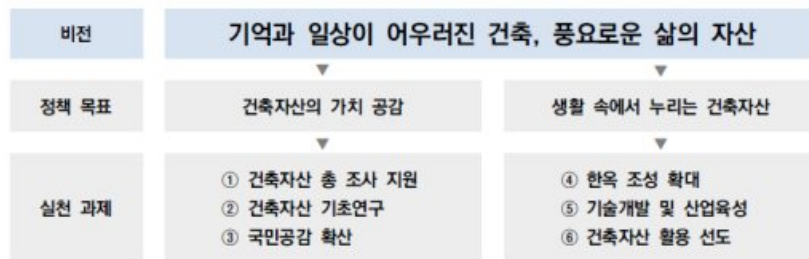 비전
기억과 일상이 어우러진 건축, 풍요로운 삶의 자산
▼ ▼
정책 목표
건축자산의 가치 공감
생활 속에서 누리는 건축자산
▼ ▼
실천 과제
① 건축자산 총 조사 지원
② 건축자산 기초연구
③ 국민공감 확산
④ 한옥 조성 확대
⑤ 기술개발 및 산업육성
⑥ 건축자산 활용 선도